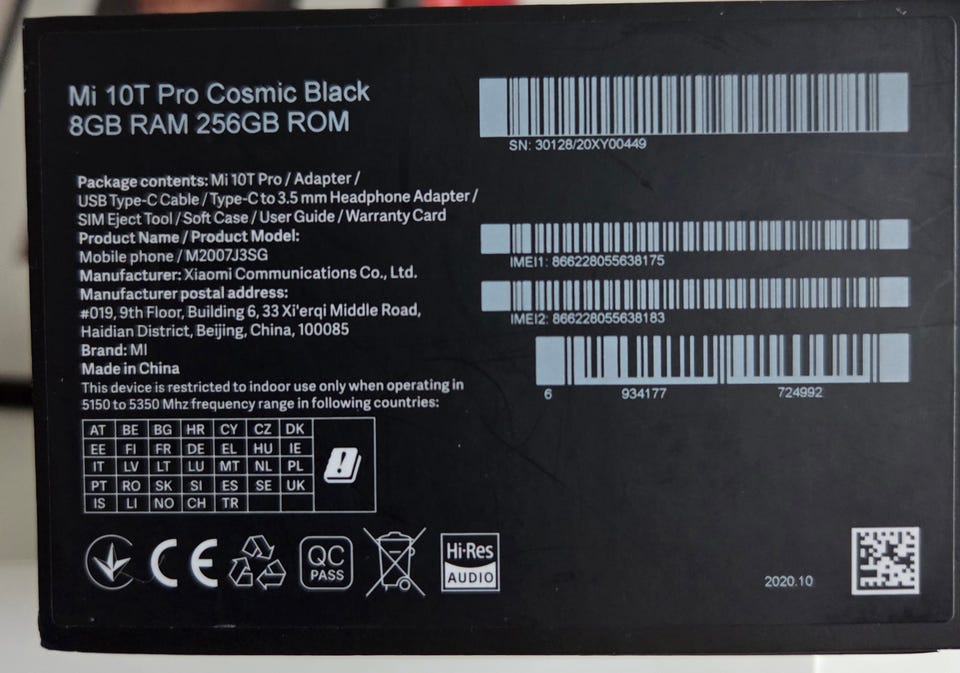 Mi 10T Pro Cosmic Black
8GB RAM 256GB ROM
SN: 30128/20XY00449
Package contents: Mi 10T Pro / Adapter /
USB Type-C Cable / Type-C to 3.5 mm Headphone Adapter /
SIM Eject Tool / Soft Case / User Guide / Warranty Card
Product Name / Product Model:
Mobile phone / M2007J3SG
Manufacturer: Xiaomi Communications Co., Ltd.
Manufacturer postal address:
#019, 9th Floor, Building 6, 33 Xi'erqi Middle Road,
Haidian District, Beijing, China, 100085
Brand: MI
Made in China
This device is restricted to indoor use only when operating in
5150 to 5350 Mhz frequency range in following countries:
IMEI1: 866228055638175
IMEI2: 866228055638183
6 934177 724992
AT BE BG HR CY CZ DK
EE FI FR DE EL HU IE
IT LV LT LU MT NL PL
PT RO SK SI ES SE UK
IS LI NO CH TR
CE
QC
PASS
Hi-Res
AUDIO
2020.10